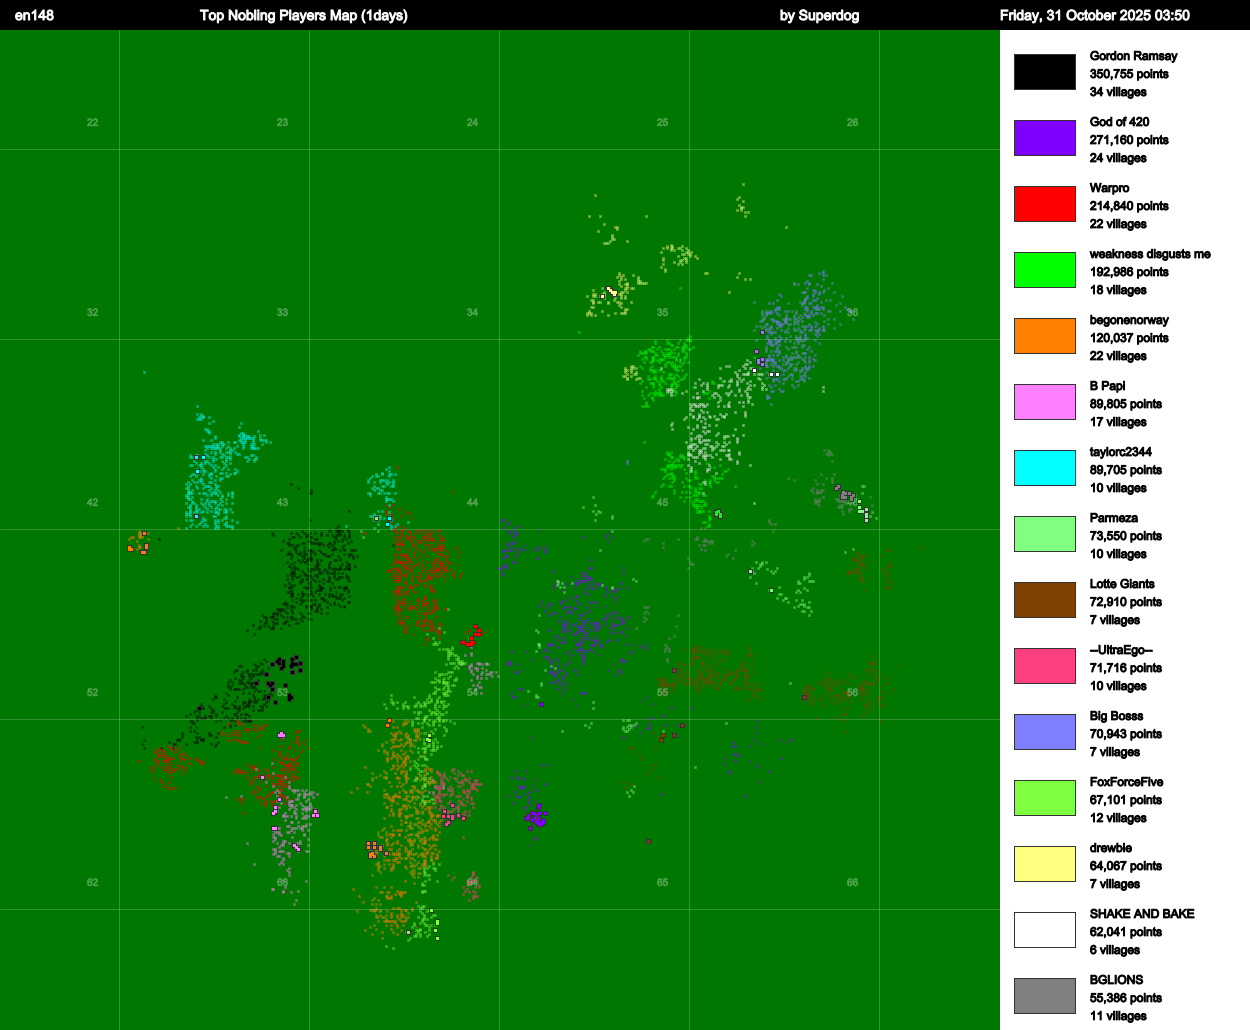 en148 Top Nobling Players Map (1days) by Superdog Friday, 31 October 2025 03:50
Gordon Ramsay
350,755 points
34 villages
God of 420
271,160 points
24 villages
Warpro
214,840 points
22 villages
weakness disgusts me
192,986 points
18 villages
begonenorway
120,037 points
22 villages
B Papi
89,805 points
17 villages
taylorc2344
89,705 points
10 villages
Parmeza
73,550 points
10 villages
Lotte Giants
72,910 points
7 villages
--UltraEgo--
71,716 points
10 villages
Big Bosss
70,943 points
7 villages
FoxForceFive
67,101 points
12 villages
drewbie
64,067 points
7 villages
SHAKE AND BAKE
62,041 points
6 villages
BGLIONS
55,386 points
11 villages
22 23 24 25 26
32 33 34 35 36
42 43 44 45
52 53 54 55 56
62 63 64 65 66